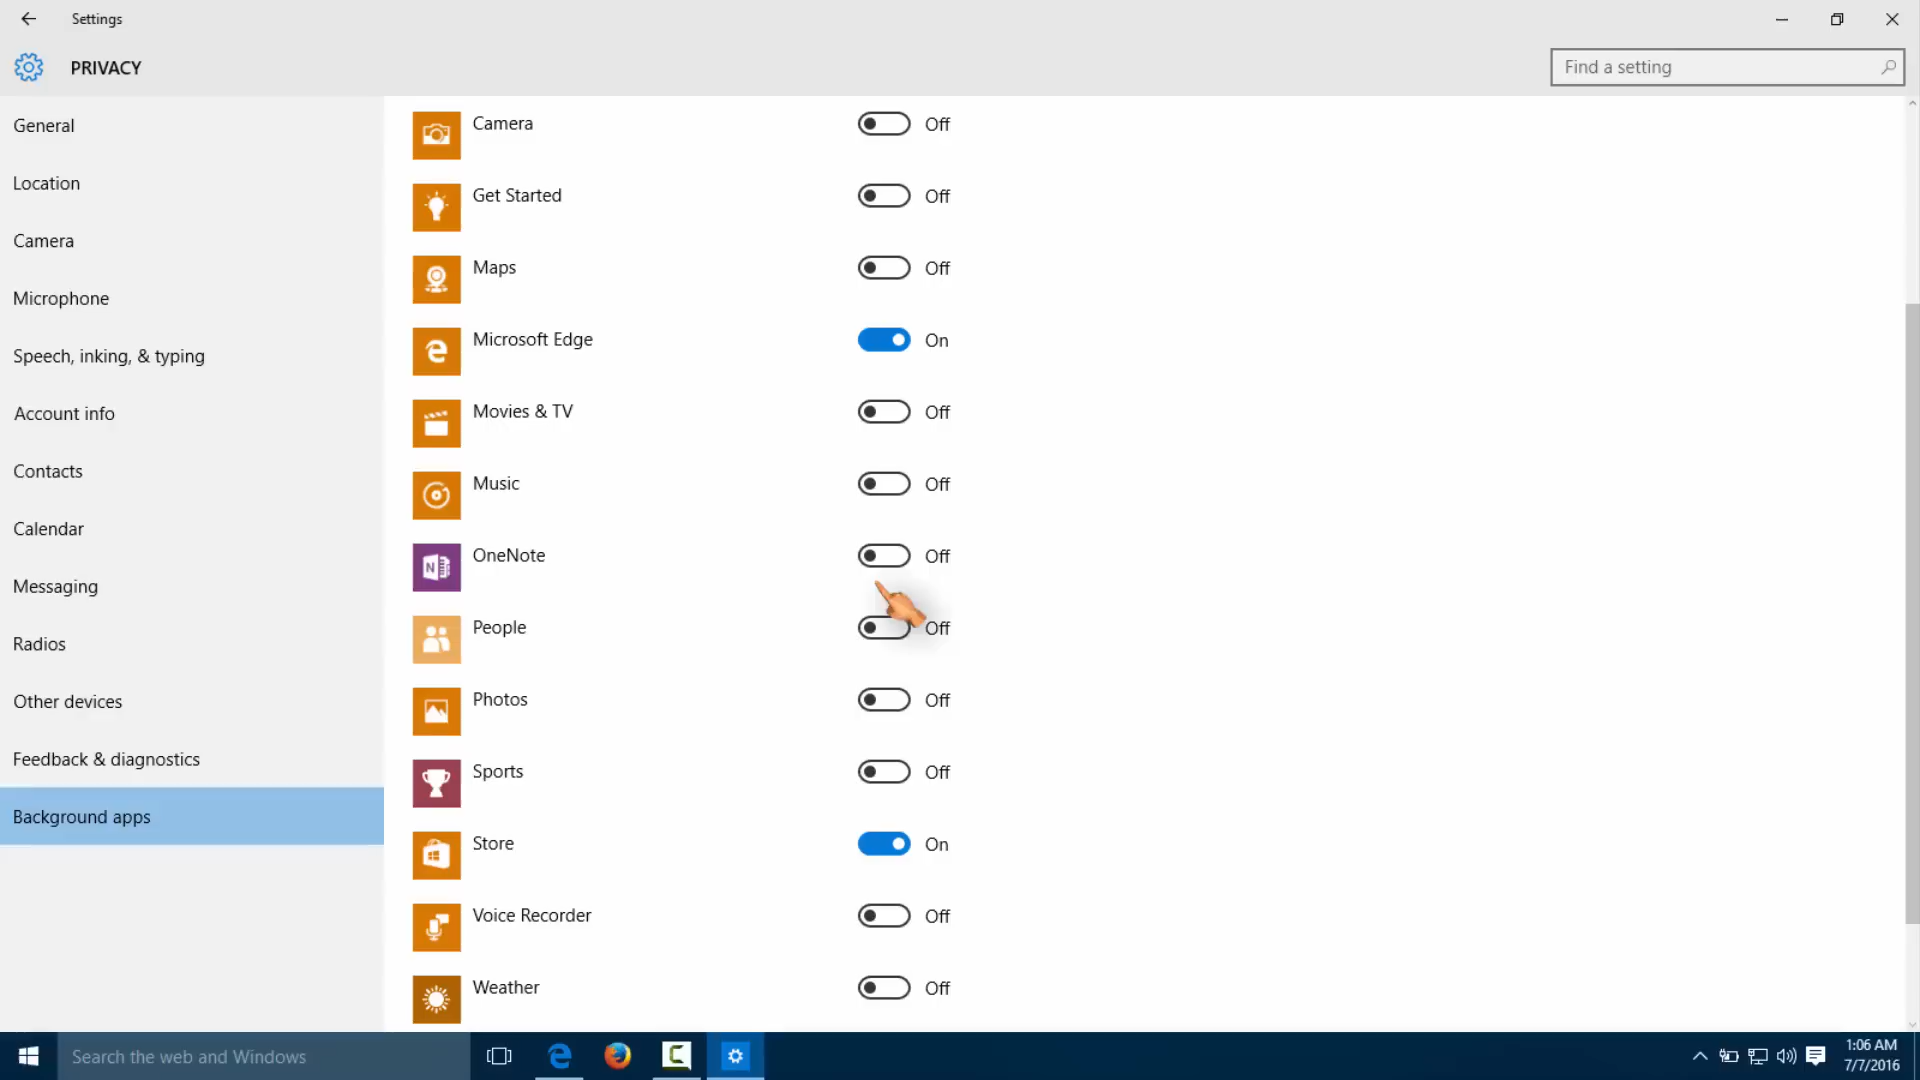 Settings
PRIVACY
Find a setting
General
Location
Camera
Microphone
Speech, inking, & typing
Account info
Contacts
Calendar
Messaging
Radios
Other devices
Feedback & diagnostics
Background apps
Camera Off
Get Started Off
Maps Off
Microsoft Edge On
Movies & TV Off
Music Off
OneNote Off
People Off
Photos Off
Sports Off
Store On
Voice Recorder Off
Weather Off
Search the web and Windows
1:06 AM
7/7/2016